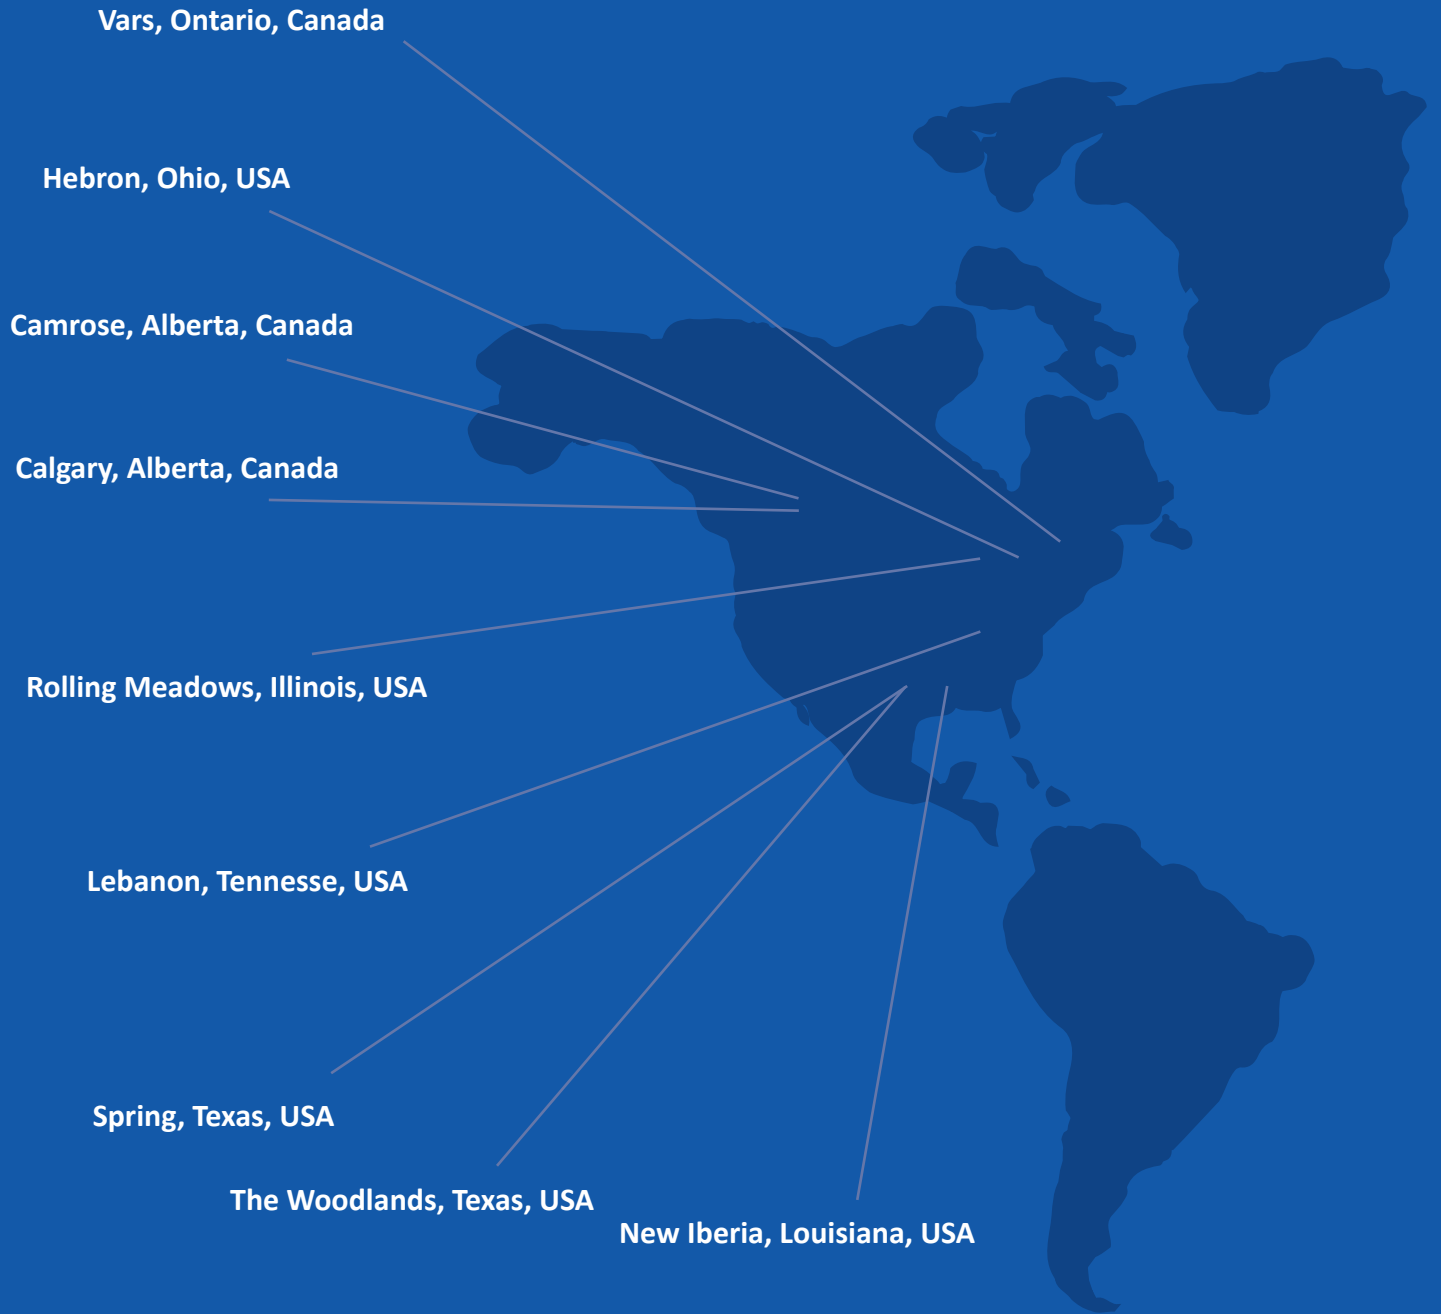 Vars, Ontario, Canada
Hebron, Ohio, USA
Camrose, Alberta, Canada
Calgary, Alberta, Canada
Rolling Meadows, Illinois, USA
Lebanon, Tennesse, USA
Spring, Texas, USA
The Woodlands, Texas, USA
New Iberia, Louisiana, USA